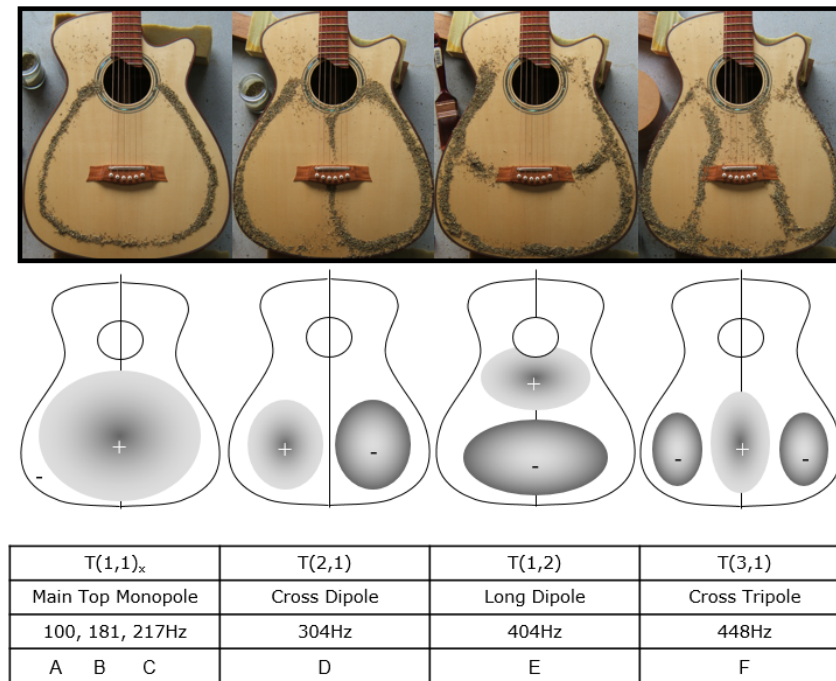 +
-
+
-
+
-
-
+
-
T(1,1)ₓ T(2,1) T(1,2) T(3,1)
Main Top Monopole Cross Dipole Long Dipole Cross Tripole
100, 181, 217Hz 304Hz 404Hz 448Hz
A B C D E F